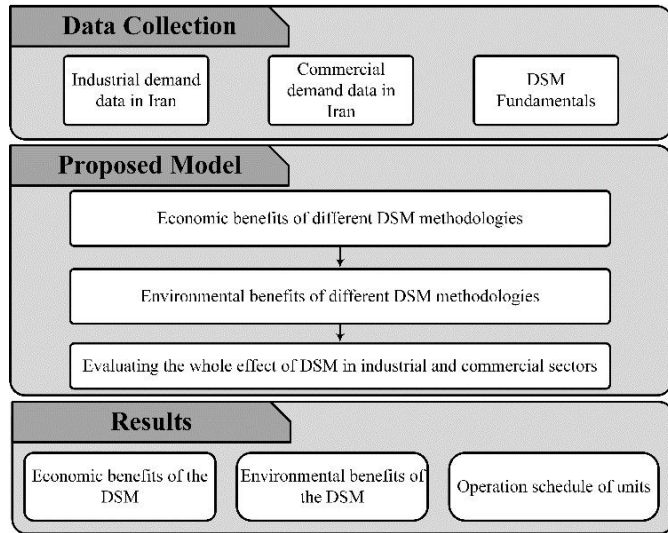 Data Collection
Industrial demand
data in Iran
Commercial
demand data in
Iran
DSM
Fundamentals
Proposed Model
Economic benefits of different DSM methodologies
Environmental benefits of different DSM methodologies
Evaluating the whole effect of DSM in industrial and commercial sectors
Results
Economic benefits of the
DSM
Environmental benefits of
the DSM
Operation schedule of units